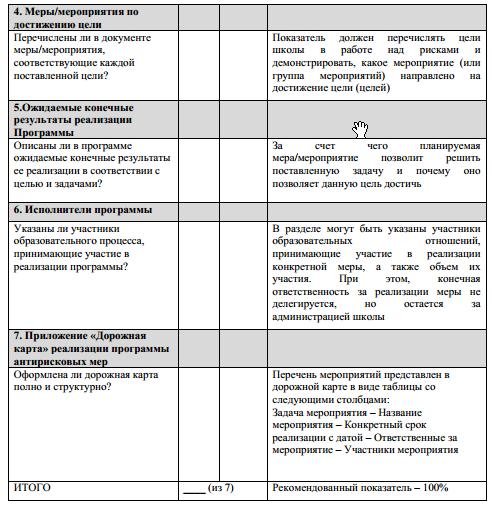 4. Меры/мероприятия по
достижению цели
Перечислены ли в документе
меры/мероприятия,
соответствующие каждой
поставленной цели?
Показатель должен перечислять цели
школы в работе над рисками и
демонстрировать, какое мероприятие (или
группа мероприятий) направлено на
достижение цели (целей)
5.Ожидаемые конечные
результаты реализации
Программы
Описаны ли в программе
ожидаемые конечные результаты
ее реализации в соответствии с
целью и задачами?
За счет чего планируемая
мера/мероприятие позволит решить
поставленную задачу и почему оно
позволяет данную цель достичь
6. Исполнители программы
Указаны ли участники
образовательного процесса,
принимающие участие в
реализации программы?
В разделе могут быть указаны участники
образовательных отношений,
принимающие участие в реализации
конкретной меры, а также объем их
участия. При этом, конечная
ответственность за реализации меры не
делегируется, но остается за
администрацией школы
7. Приложение «Дорожная
карта» реализации программы
антирисковых мер
Оформлена ли дорожная карта
полно и структурно?
Перечень мероприятий представлен в
дорожной карте в виде таблицы со
следующими столбцами:
Задача мероприятия – Название
мероприятия – Конкретный срок
реализации с датой – Ответственные за
мероприятие – Участники мероприятия
ИТОГО
____ (из 7)
Рекомендованный показатель – 100%